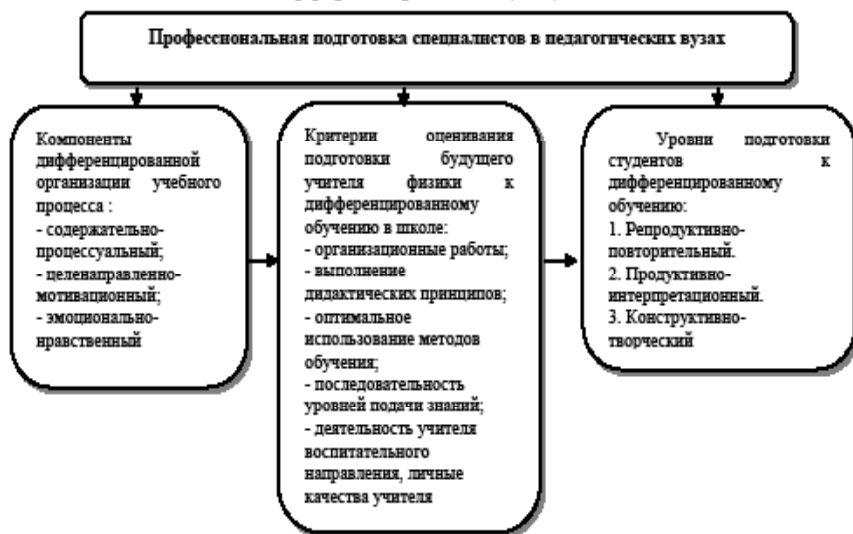 Профессиональная подготовка специалистов в педагогических вузах
Компоненты
дифференцированной
организации учебного
процесса :
- содержательно-
процессуальный;
- целенаправленно-
мотивационный;
- эмоционально-
нравственный
Критерии оценивания
подготовки будущего
учителя физики к
дифференцированному
обучению в школе:
- организационные работы;
- выполнение
дидактических принципов;
- оптимальное
использование методов
обучения;
- последовательность
уровней подачи знаний;
- деятельность учителя
воспитательного
направления, личные
качества учителя
Уровни подготовки
студентов к
дифференцированному
обучению:
1. Репродуктивно-
повторительный.
2. Продуктивно-
интерпретационный.
3. Конструктивно-
творческий